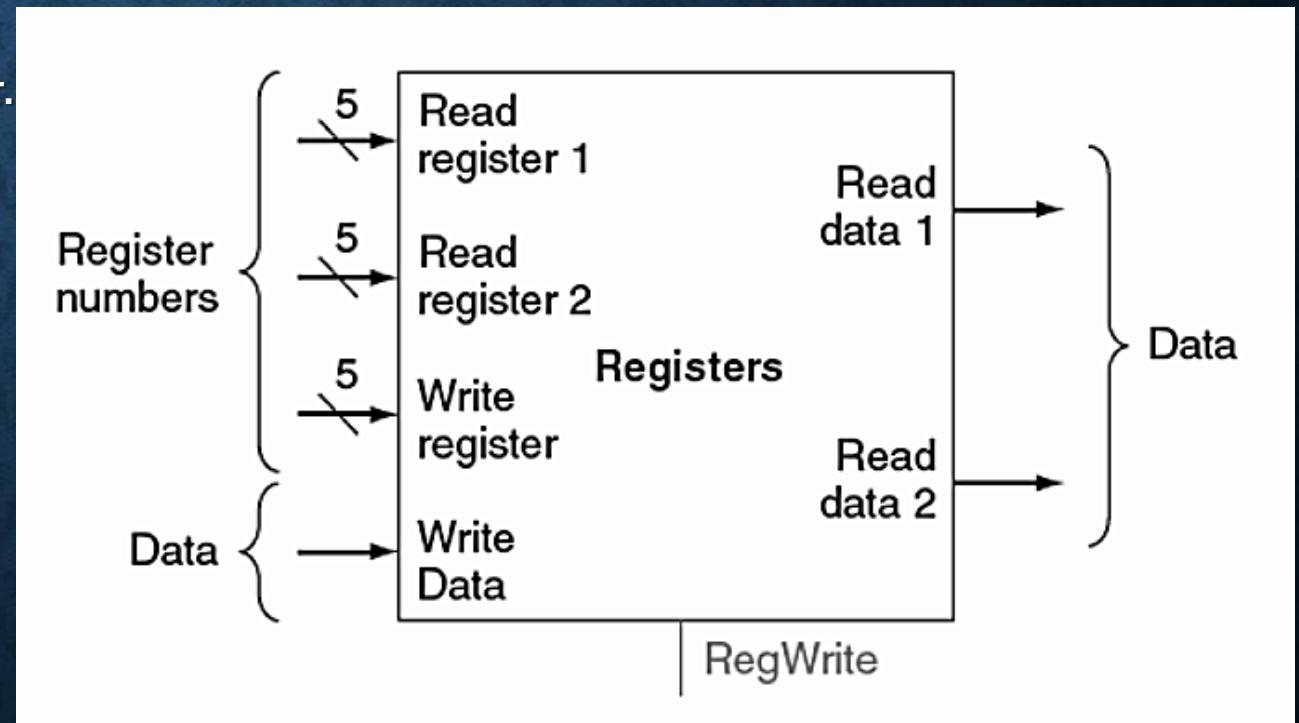 5
Read
register 1
Read
data 1
5
Read
register 2
Register
numbers
Registers
Data
5
Write
register
Read
data 2
Data
Write
Data
RegWrite